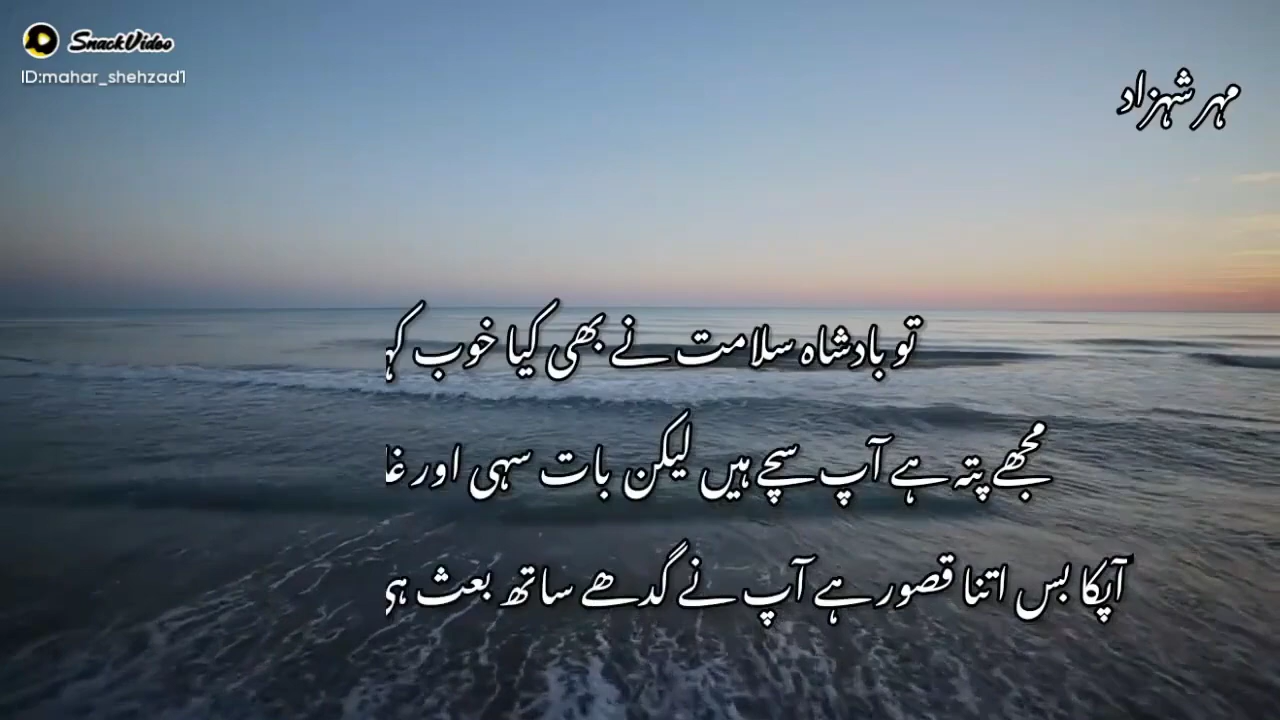 SnackVideo
ID:mahar_shehzad1
مہر شہزاد
تو بادشاہ سلامت نے بھی کیا خوب
مجھے پتہ ہے آپ سچے ہیں لیکن بات سہی اور
آپکا بس اتنا قصور ہے آپ نے گدھے ساتھ بعث ہی